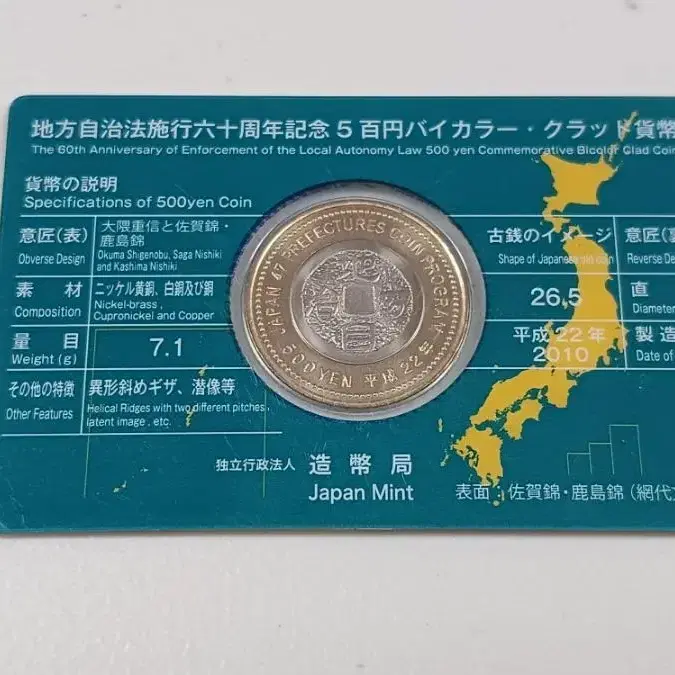 地方自治法施行六十周年記念5百円バイカラー・クラッド貨幣
The 60th Anniversary of Enforcement of the Local Autonomy Law 500 yen Commemorative Bicolor Clad Coin
貨幣の説明
Specifications of 500yen Coin
意匠(表)
Obverse Design
大隈重信と佐賀錦・
鹿島錦
Okuma Shigenobu, Saga Nishiki
and Kashima Nishiki
古銭のイメージ
Shape of Japanese old coin
意匠(
Reverse De
素材
Composition
ニッケル黄銅、白銅及び銅
Nickel-brass,
Cupronickel and Copper
26.5
直
Diamete
量目
Weight (g)
7.1
平成22年
2010
製造
Date of
その他の特徴
Other Features
異形斜めギザ、潜像等
Helical Ridges with two different pitches,
latent image, etc.
JAPAN 47 PREFECTURES COIN PROGRAM
500YEN 平成22年
独立行政法人 造幣局
Japan Mint
表面:佐賀錦・鹿島錦(網代